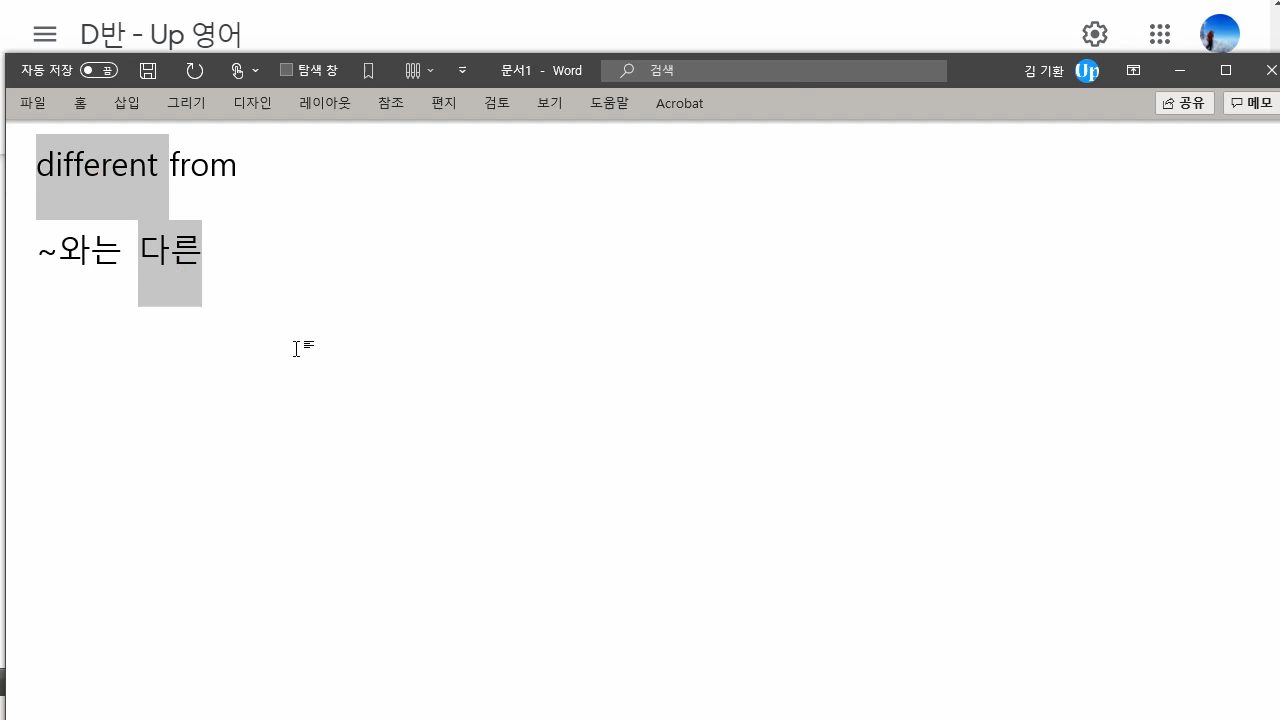 D반 - Up 영어
자동 저장 끔 탐색 창 문서1 - Word 검색 김 기환 Up
파일 홈 삽입 그리기 디자인 레이아웃 참조 편지 검토 보기 도움말 Acrobat 공유 메모
different from
~와는 다른